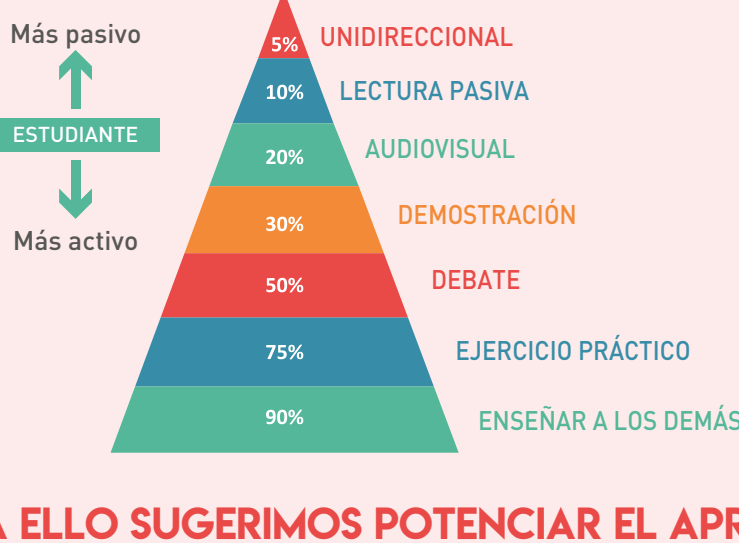 Más pasivo
5% UNIDIRECCIONAL
10% LECTURA PASIVA
ESTUDIANTE
20% AUDIOVISUAL
30% DEMOSTRACIÓN
Más activo
50% DEBATE
75% EJERCICIO PRÁCTICO
90% ENSEÑAR A LOS DEMÁS
A ELLO SUGERIMOS POTENCIAR EL APR